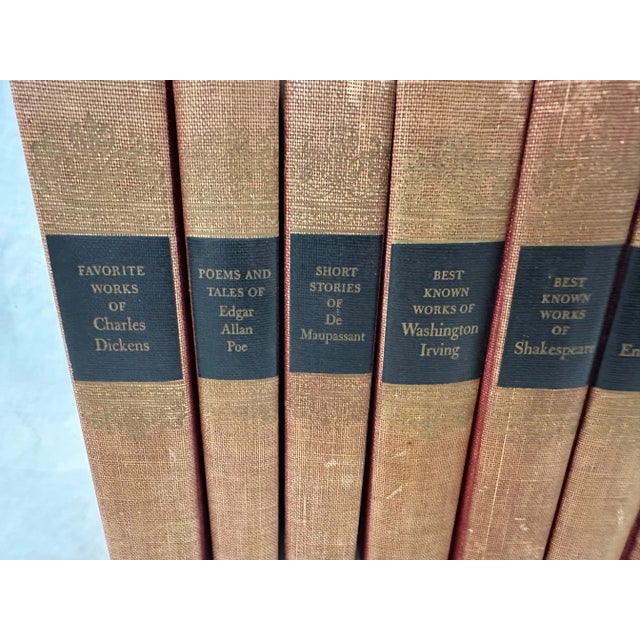 FAVORITE
WORKS
OF
Charles
Dickens
POEMS AND
TALES OF
Edgar
Allan
Poe
SHORT
STORIES
OF
De
Maupassant
BEST
KNOWN
WORKS OF
Washington
Irving
BEST
KNOWN
WORKS
OF
Shakespeare